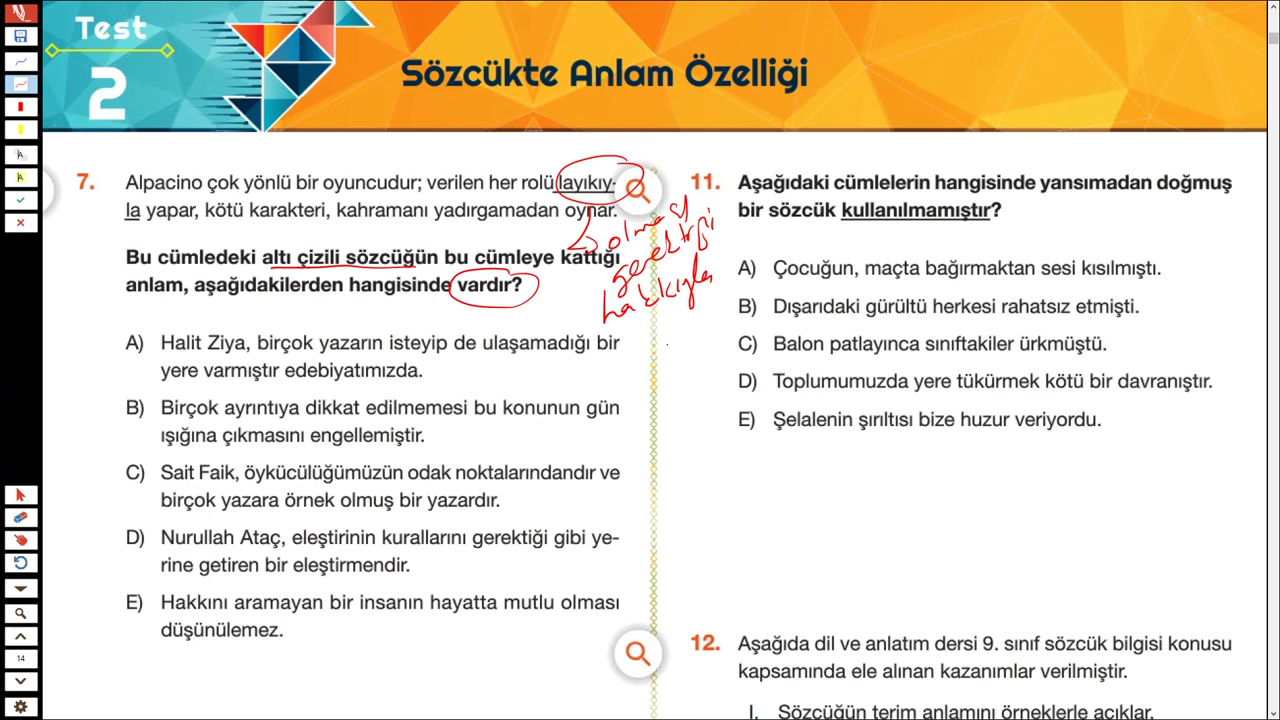 Test
2
Sözcükte Anlam Özelliği
7. Alpacino çok yönlü bir oyuncudur; verilen her rolü layıkıy-
la yapar, kötü karakteri, kahramanı yadırgamadan oynar.
Bu cümledeki altı çizili sözcüğün bu cümleye kattığı
anlam, aşağıdakilerden hangisinde vardır?
olması
gerektiği
hakkıyla
A) Halit Ziya, birçok yazarın isteyip de ulaşamadığı bir
yere varmıştır edebiyatımızda.
B) Birçok ayrıntıya dikkat edilmemesi bu konunun gün
ışığına çıkmasını engellemiştir.
C) Sait Faik, öykücülüğümüzün odak noktalarındandır ve
birçok yazara örnek olmuş bir yazardır.
D) Nurullah Ataç, eleştirinin kurallarını gerektiği gibi ye-
rine getiren bir eleştirmendir.
E) Hakkını aramayan bir insanın hayatta mutlu olması
düşünülemez.
11. Aşağıdaki cümlelerin hangisinde yansımadan doğmuş
bir sözcük kullanılmamıştır?
A) Çocuğun, maçta bağırmaktan sesi kısılmıştı.
B) Dışarıdaki gürültü herkesi rahatsız etmişti.
C) Balon patlayınca sınıftakiler ürkmüştü.
D) Toplumumuzda yere tükürmek kötü bir davranıştır.
E) Şelalenin şırıltısı bize huzur veriyordu.
12. Aşağıda dil ve anlatım dersi 9. sınıf sözcük bilgisi konusu
kapsamında ele alınan kazanımlar verilmiştir.
I. Sözcüğün terim anlamını örneklerle açıklar.
14